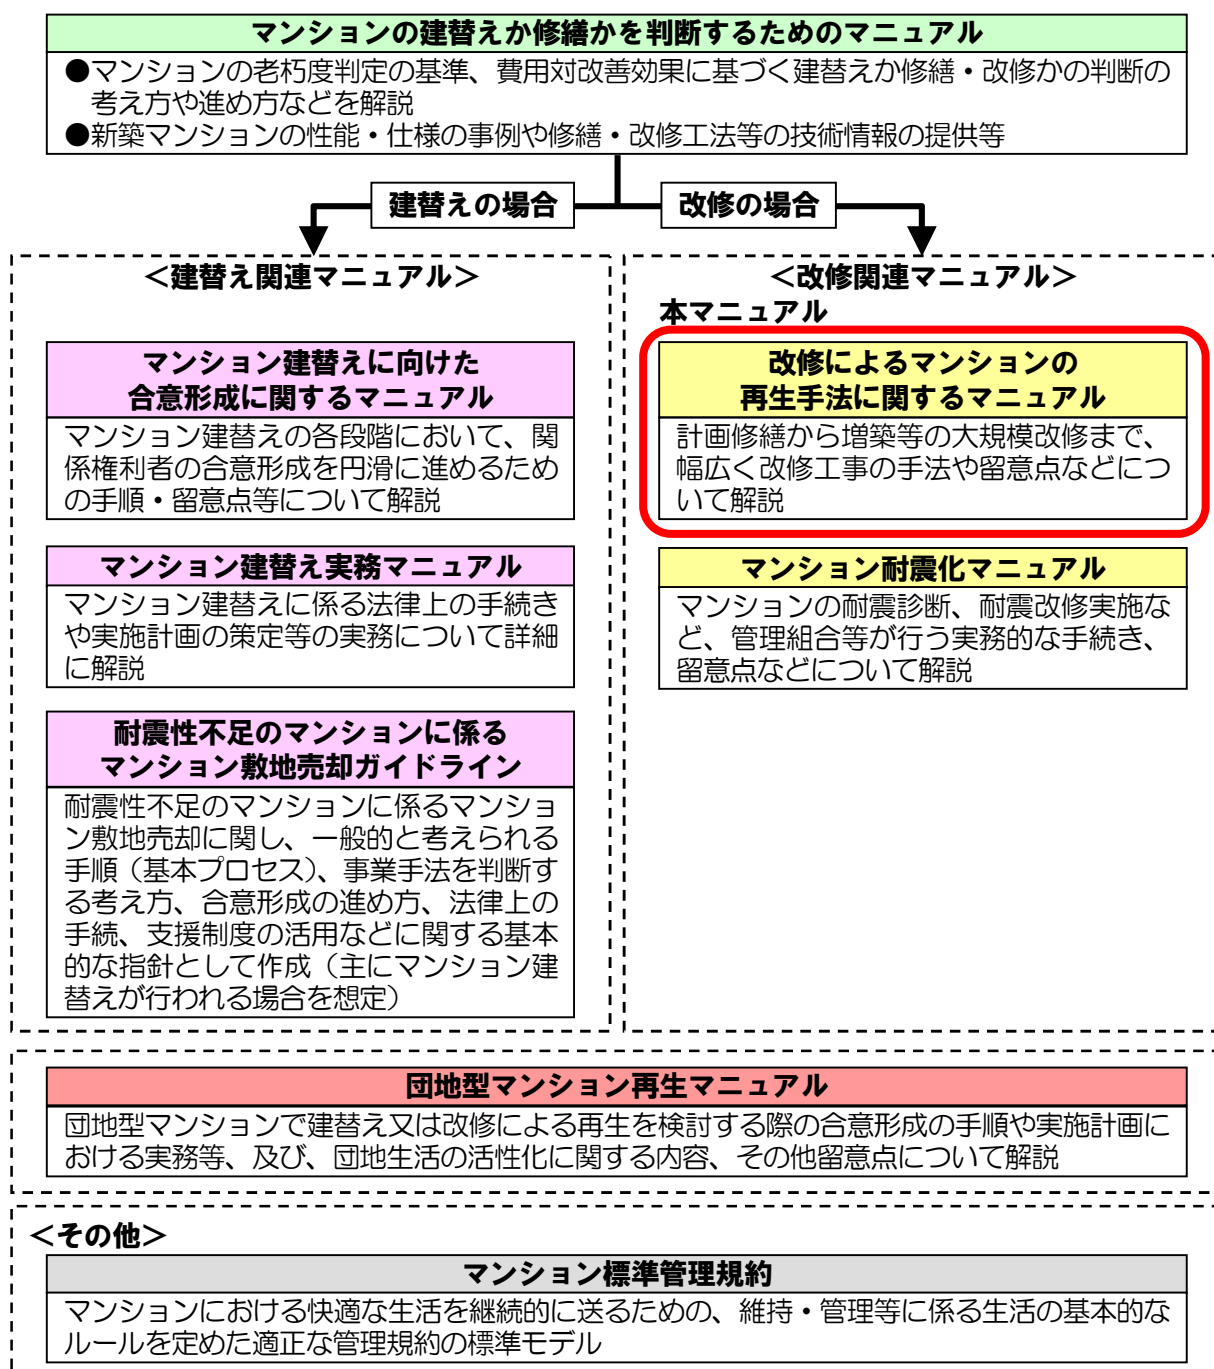 マンションの建替えか修繕かを判断するためのマニュアル
●マンションの老朽度判定の基準、費用対改善効果に基づく建替えか修繕・改修かの判断の
考え方や進め方などを解説
●新築マンションの性能・仕様の事例や修繕・改修工法等の技術情報の提供等
建替えの場合
改修の場合
＜建替え関連マニュアル＞
マンション建替えに向けた
合意形成に関するマニュアル
マンション建替えの各段階において、関
係権利者の合意形成を円滑に進めるため
の手順・留意点等について解説
マンション建替え実務マニュアル
マンション建替えに係る法律上の手続き
や実施計画の策定等の実務について詳細
に解説
耐震性不足のマンションに係る
マンション敷地売却ガイドライン
耐震性不足のマンションに係るマンショ
ン敷地売却に関し、一般的と考えられる
手順（基本プロセス）、事業手法を判断す
る考え方、合意形成の進め方、法律上の
手続、支援制度の活用などに関する基本
的な指針として作成（主にマンション建
替えが行われる場合を想定）
＜改修関連マニュアル＞
本マニュアル
改修によるマンションの
再生手法に関するマニュアル
計画修繕から増築等の大規模改修まで、
幅広く改修工事の手法や留意点などにつ
いて解説
マンション耐震化マニュアル
マンションの耐震診断、耐震改修実施な
ど、管理組合等が行う実務的な手続き、
留意点などについて解説
団地型マンション再生マニュアル
団地型マンションで建替え又は改修による再生を検討する際の合意形成の手順や実施計画に
おける実務等、及び、団地生活の活性化に関する内容、その他留意点について解説
＜その他＞
マンション標準管理規約
マンションにおける快適な生活を継続的に送るための、維持・管理等に係る生活の基本的な
ルールを定めた適正な管理規約の標準モデル